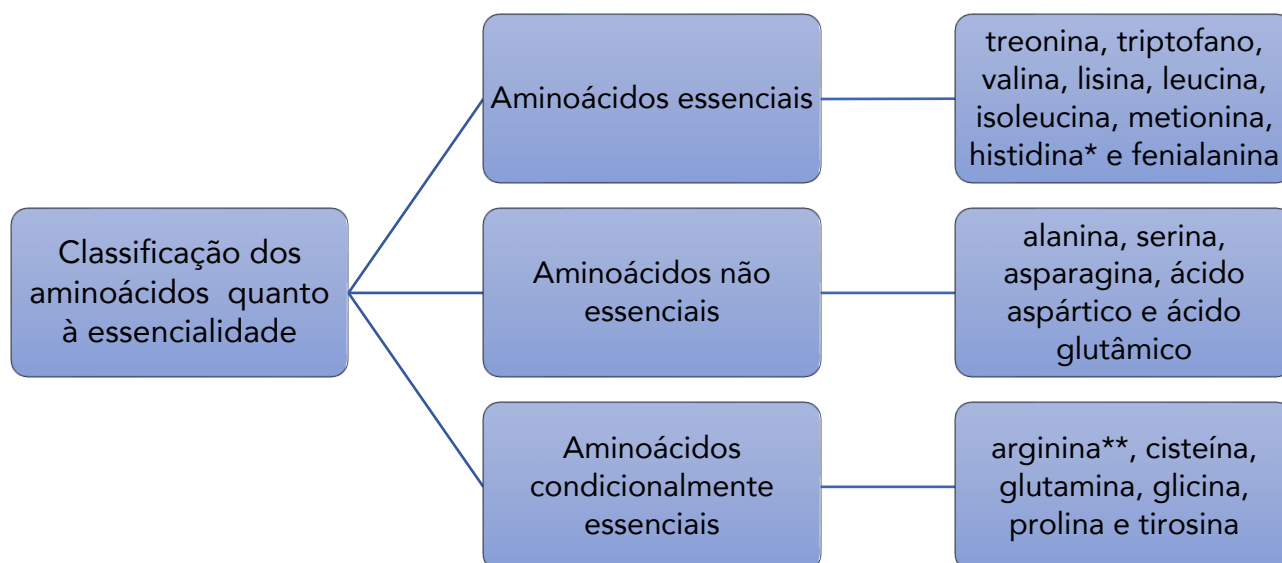 Classificação dos
aminoácidos quanto
à essencialidade
Aminoácidos essenciais
treonina, triptofano,
valina, lisina, leucina,
isoleucina, metionina,
histidina* e fenialanina
Aminoácidos não
essenciais
alanina, serina,
asparagina, ácido
aspártico e ácido
glutâmico
Aminoácidos
condicionalmente
essenciais
arginina**, cisteína,
glutamina, glicina,
prolina e tirosina